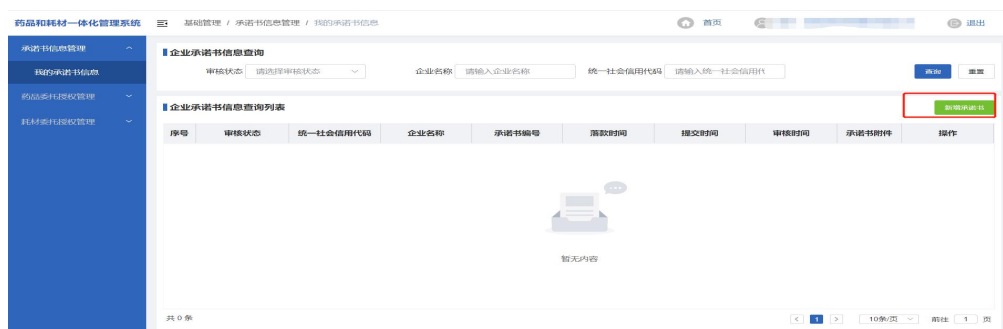 药品和耗材一体化管理系统 基础管理 / 承诺书信息管理 / 我的承诺书信息 首页 退出
承诺书信息管理
我的承诺书信息
药品委托授权管理
耗材委托授权管理
企业承诺书信息查询
审核状态 请选择审核状态 企业名称 请输入企业名称 统一社会信用代码 请输入统一社会信用代 查询 重置
企业承诺书信息查询列表 新增承诺书
序号 审核状态 统一社会信用代码 企业名称 承诺书编号 落款时间 提交时间 审核时间 承诺书附件 操作
暂无内容
共 0 条 < 1 > 10条/页 前往 1 页